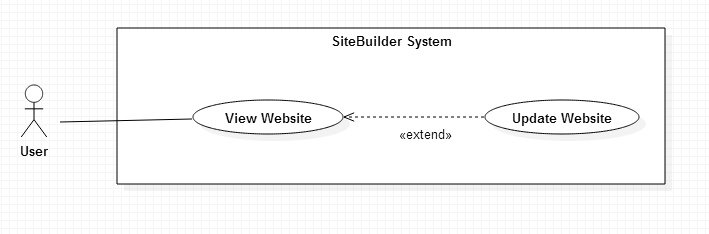 SiteBuilder System
View Website
Update Website
«extend»
User